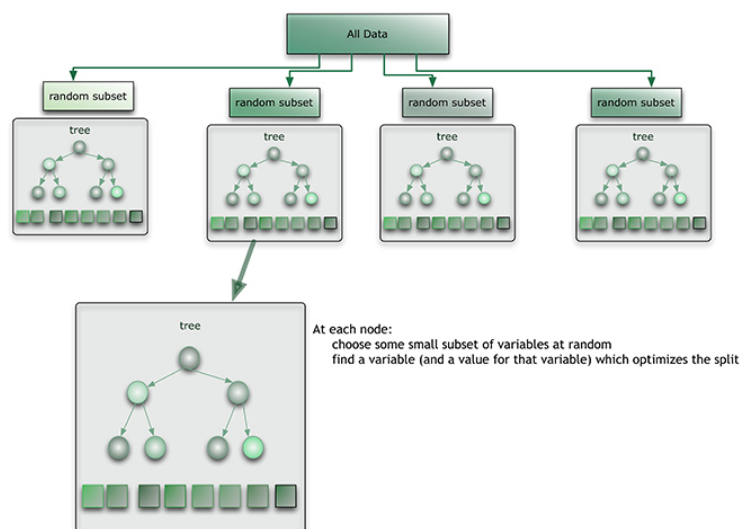 All Data
random subset
random subset
random subset
random subset
tree
tree
tree
tree
tree
At each node:
choose some small subset of variables at random
find a variable (and a value for that variable) which optimizes the split